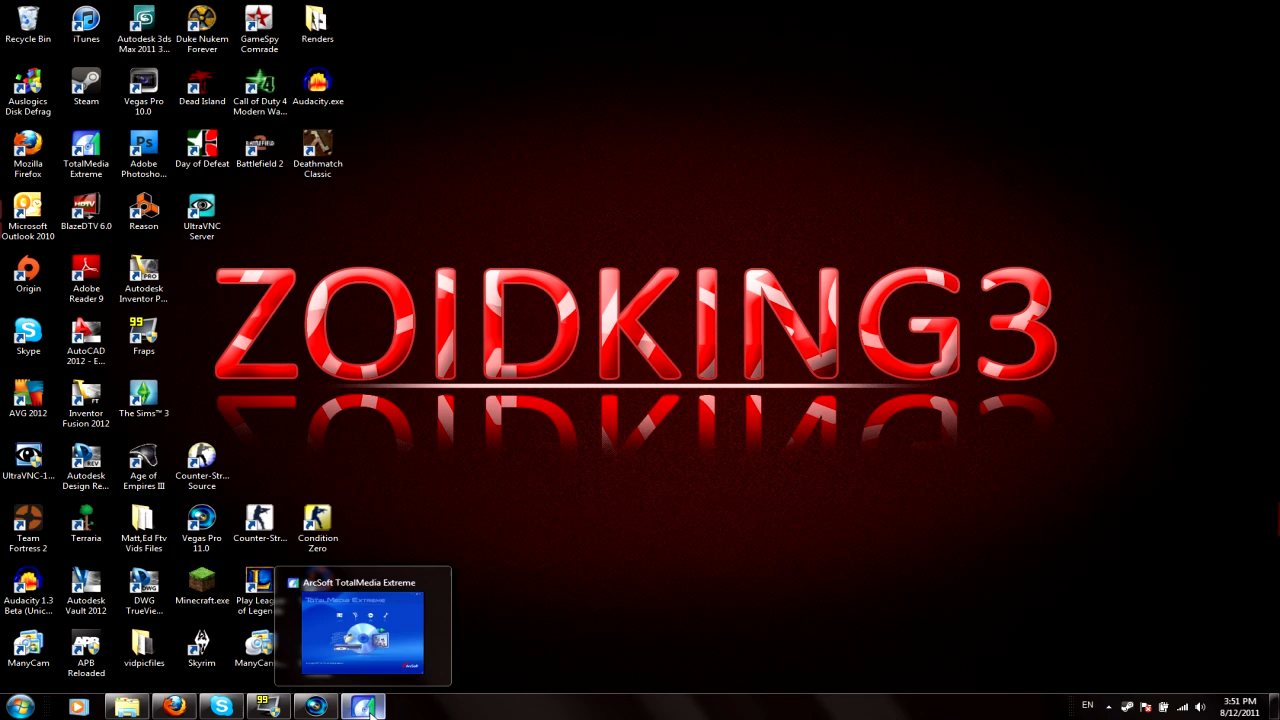 Recycle Bin
iTunes
Autodesk 3ds
Max 2011 3...
Duke Nukem
Forever
GameSpy
Comrade
Renders
Auslogics
Disk Defrag
Steam
Vegas Pro
10.0
Dead Island
Call of Duty 4
Modern Wa...
Audacity.exe
Mozilla
Firefox
TotalMedia
Extreme
Adobe
Photosho...
Day of Defeat
Battlefield 2
Deathmatch
Classic
Microsoft
Outlook 2010
BlazeDTV 6.0
Reason
UltraVNC
Server
Origin
Adobe
Reader 9
Autodesk
Inventor P...
ZOIDKING3
Skype
AutoCAD
2012 - E...
99
Fraps
AVG 2012
Inventor
Fusion 2012
The Sims™ 3
UltraVNC-1...
Autodesk
Design Re...
Age of
Empires III
Counter-Str...
Source
Team
Fortress 2
Terraria
Matt,Ed Ftv
Vids Files
Vegas Pro
11.0
Counter-Str...
Condition
Zero
Audacity 1.3
Beta (Unic...
Autodesk
Vault 2012
DWG
TrueVie...
Minecraft.exe
Play Leag
of Legen
ArcSoft TotalMedia Extreme
TotalMedia Extreme
ArcSoft
ManyCam
APB
Reloaded
vidpicfiles
Skyrim
ManyCam
99
EN
3:51 PM
8/12/2011